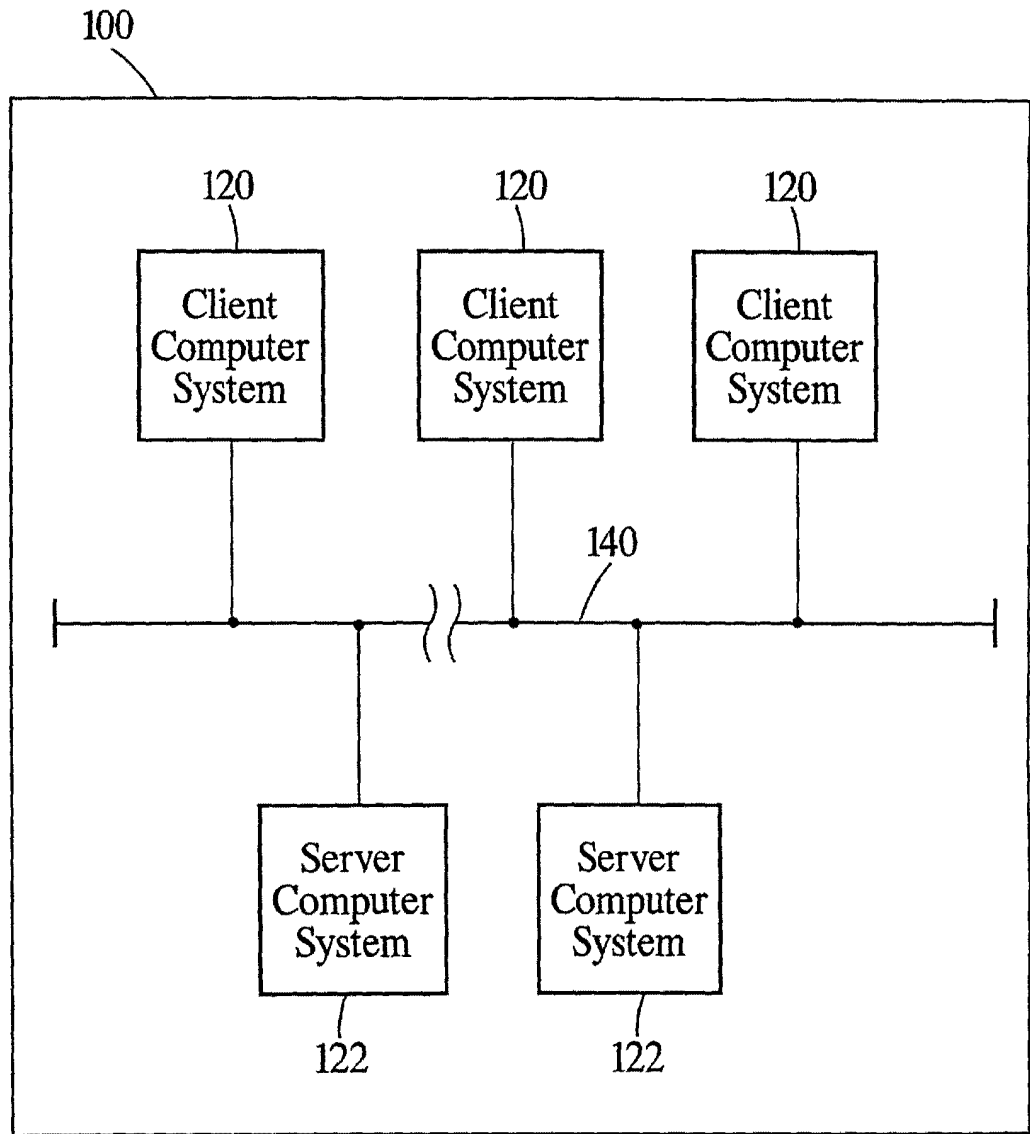 100
120
120
120
Client
Computer
System
Client
Computer
System
Client
Computer
System
140
Server
Computer
System
Server
Computer
System
122
122